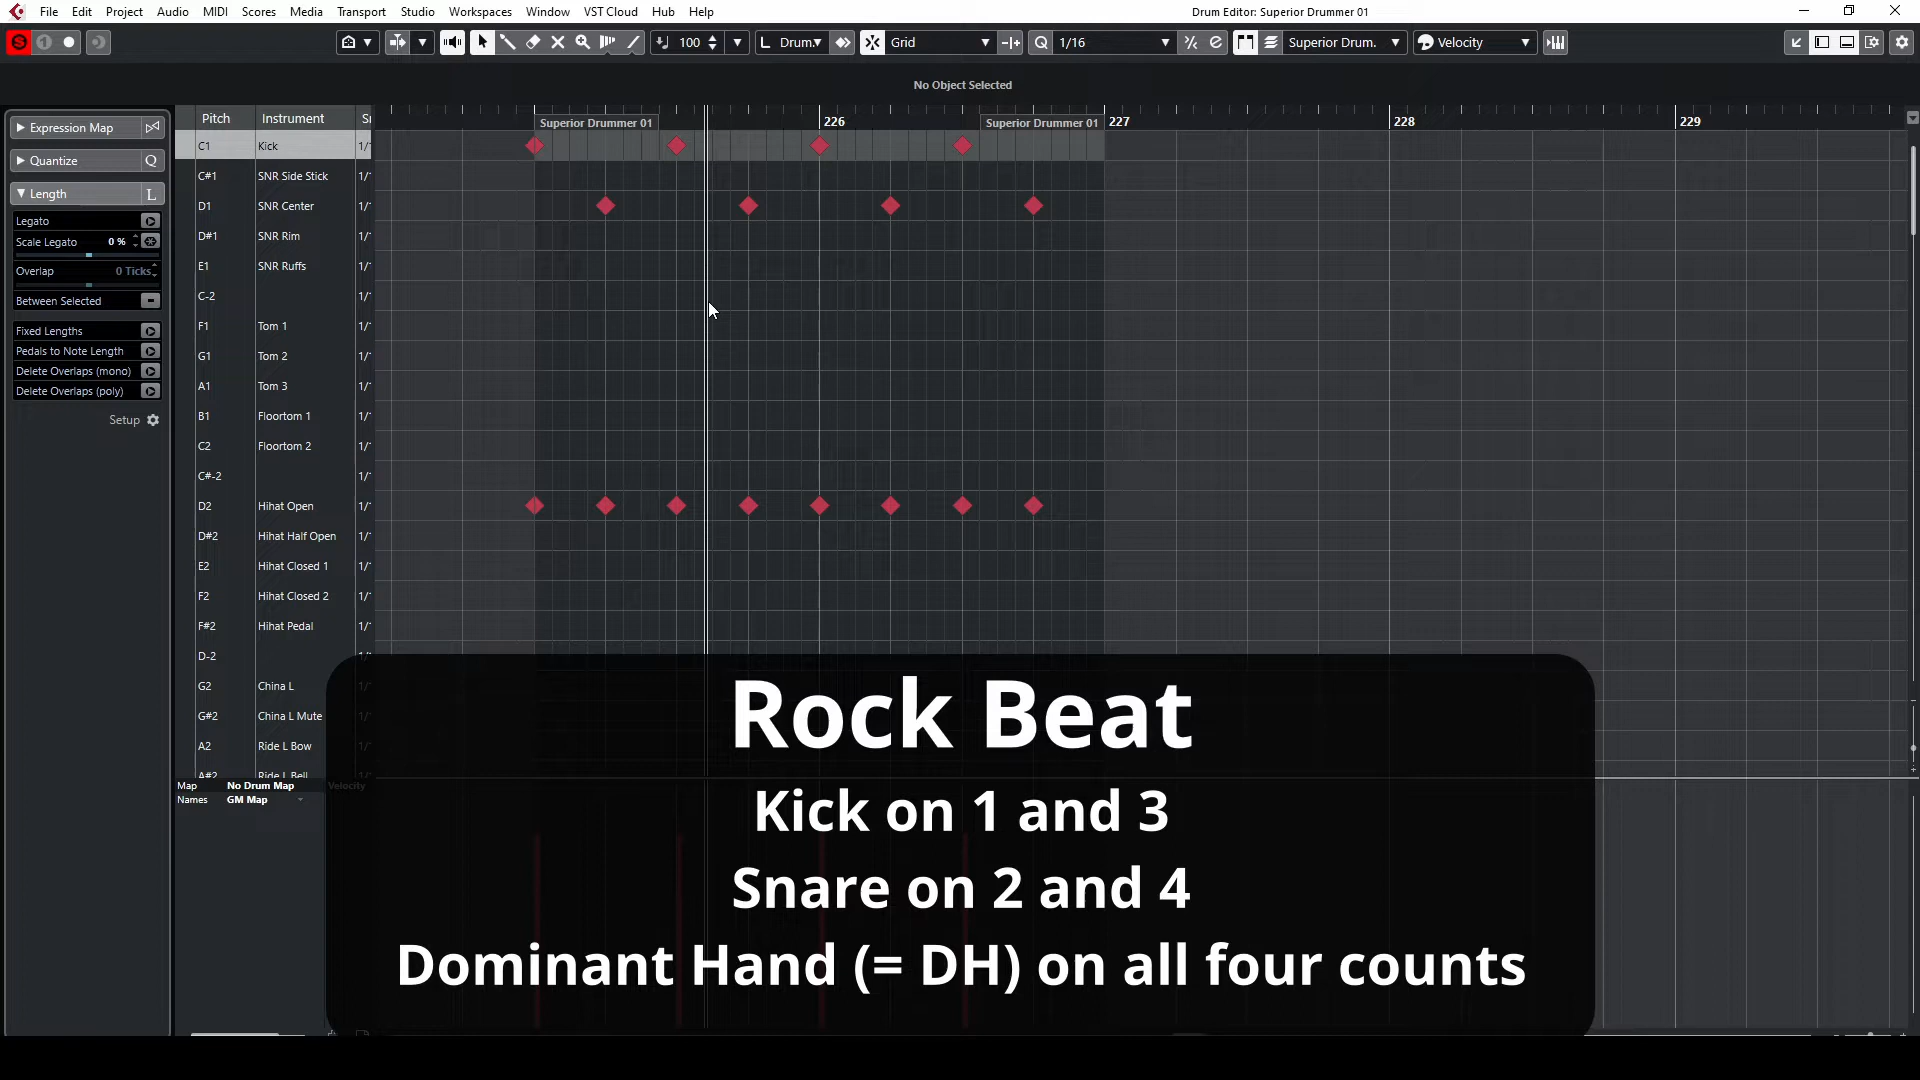 File Edit Project Audio MIDI Scores Media Transport Studio Workspaces Window VST Cloud Hub Help
Drum Editor: Superior Drummer 01
100 L Drum. Grid Q 1/16 Superior Drum. Velocity
No Object Selected
Expression Map
Quantize Q
Length L
Legato
Scale Legato 0 %
Overlap 0 Ticks
Between Selected
Fixed Lengths
Pedals to Note Length
Delete Overlaps (mono)
Delete Overlaps (poly)
Setup
Pitch Instrument
Superior Drummer 01 226 Superior Drummer 01 227 228 229
C1 Kick
C#1 SNR Side Stick
D1 SNR Center
D#1 SNR Rim
E1 SNR Ruffs
C-2
F1 Tom 1
G1 Tom 2
A1 Tom 3
B1 Floortom 1
C2 Floortom 2
C#-2
D2 Hihat Open
D#2 Hihat Half Open
E2 Hihat Closed 1
F2 Hihat Closed 2
F#2 Hihat Pedal
D-2
G2 China L
G#2 China L Mute
A2 Ride L Bow
A#2 Ride L Bell
Map No Drum Map Velocity
Names GM Map
Rock Beat
Kick on 1 and 3
Snare on 2 and 4
Dominant Hand (= DH) on all four counts